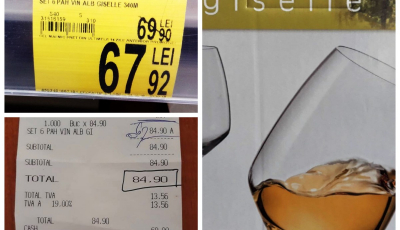 SET 6 PAH VIN ALB GISELLE 340M
69 LEI
90
67 LEI
92
giselle
1.000 Buc x 84.90
SET 6 PAH VIN ALB GI 84.90 A
SUBTOTAL 84.90
SUBTOTAL 84.90
TOTAL 84.90
TOTAL TVA 13.56
TVA A 19.00% 13.56
TOTAL 84.90
CASH